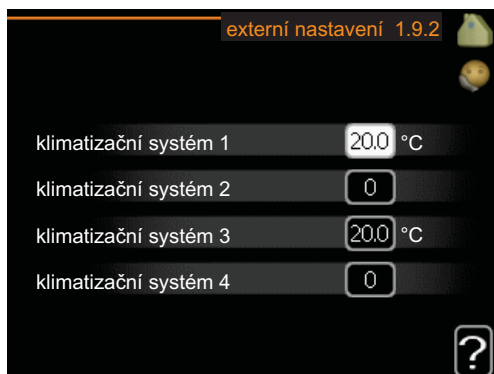 externí nastavení 1.9.2
klimatizační systém 1 20.0 °C
klimatizační systém 2 0
klimatizační systém 3 20.0 °C
klimatizační systém 4 0
?